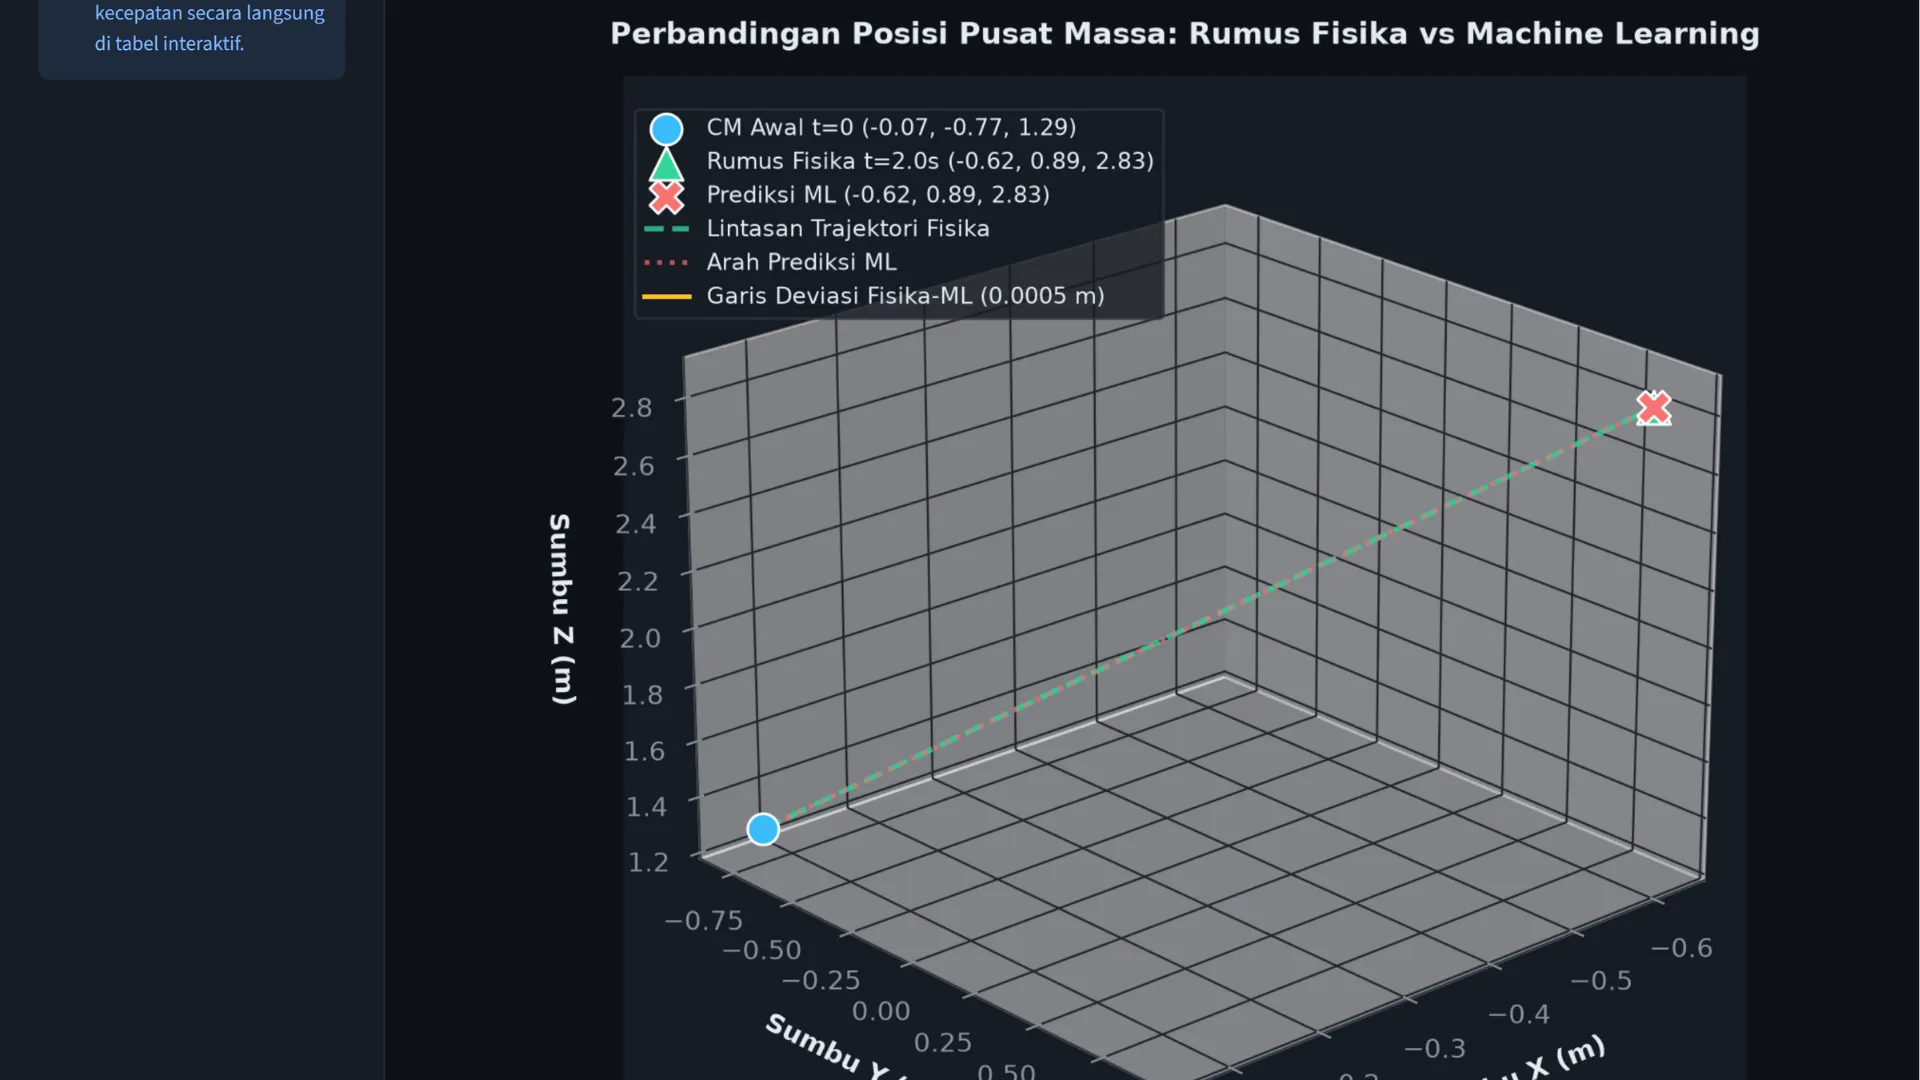 kecepatan secara langsung
di tabel interaktif.
Perbandingan Posisi Pusat Massa: Rumus Fisika vs Machine Learning
CM Awal t=0 (-0.07, -0.77, 1.29)
Rumus Fisika t=2.0s (-0.62, 0.89, 2.83)
Prediksi ML (-0.62, 0.89, 2.83)
Lintasan Trajektori Fisika
Arah Prediksi ML
Garis Deviasi Fisika-ML (0.0005 m)
2.8
2.6
2.4
2.2
2.0
1.8
1.6
1.4
1.2
Sumbu Z (m)
−0.75
−0.50
−0.25
0.00
0.25
0.50
Sumbu Y
−0.6
−0.5
−0.4
−0.3
X (m)